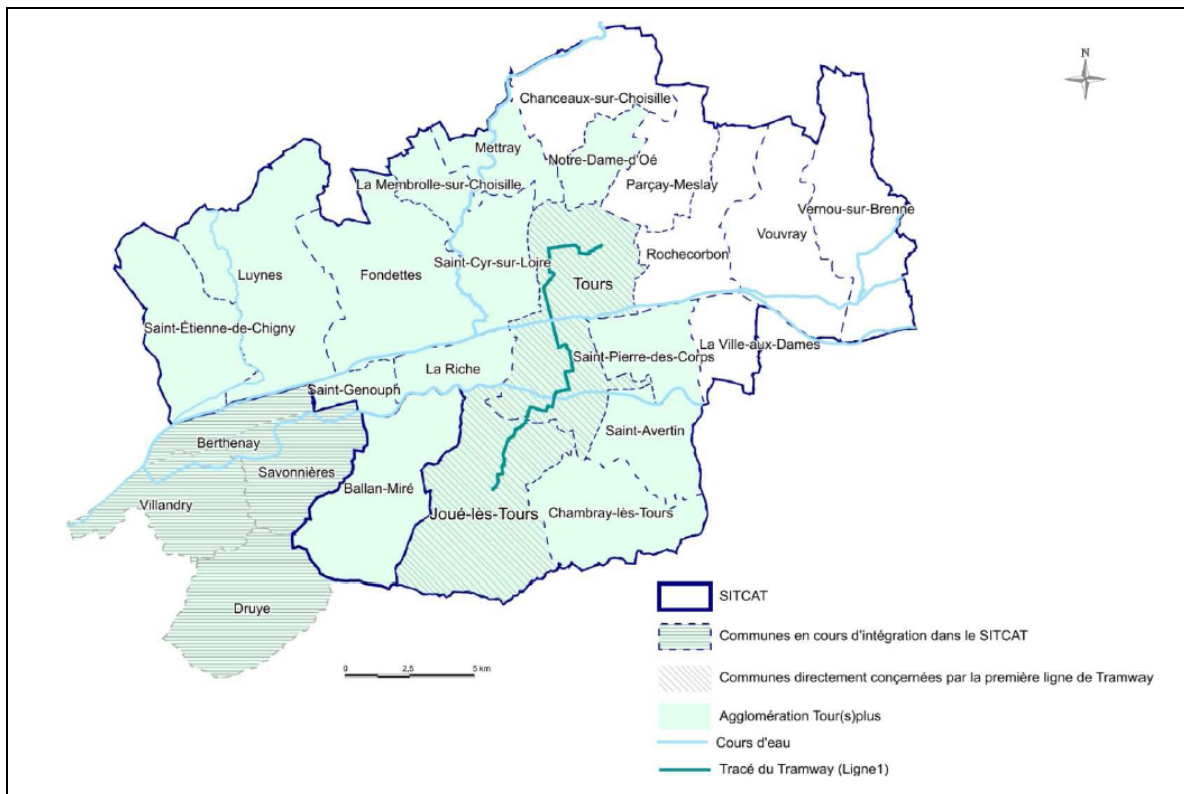 N
Chanceaux-sur-Choisille
Mettray
Notre-Dame-d'Oé
La Membrolle-sur-Choisille
Parçay-Meslay
Vernou-sur-Brenne
Vouvray
Rochecorbon
Saint-Cyr-sur-Loire
Luynes
Fondettes
Tours
Saint-Étienne-de-Chigny
La Ville-aux-Dames
Saint-Pierre-des-Corps
La Riche
Saint-Genouph
Saint-Avertin
Berthenay
Savonnières
Ballan-Miré
Villandry
Joué-lès-Tours
Chambray-lès-Tours
Druye
SITCAT
Communes en cours d'intégration dans le SITCAT
0 2,5 5 km
Communes directement conçernées par la première ligne de Tramway
Agglomération Tour(s)plus
Cours d'eau
Tracé du Tramway (Ligne1)